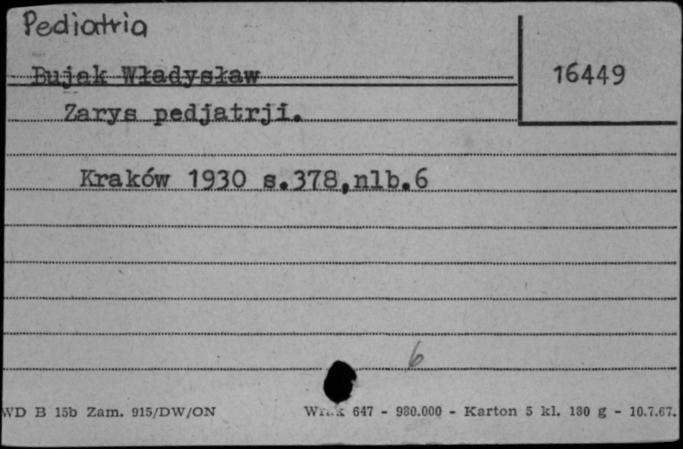 Pediatria
Bujak Władysław
16449
Zarys pedjatrji.
Kraków 1930 s.378,nlb.6
6
WD B 15b Zam. 915/DW/ON
647 - 980.000 - Karton 5 kl. 180 g - 10.7.67.